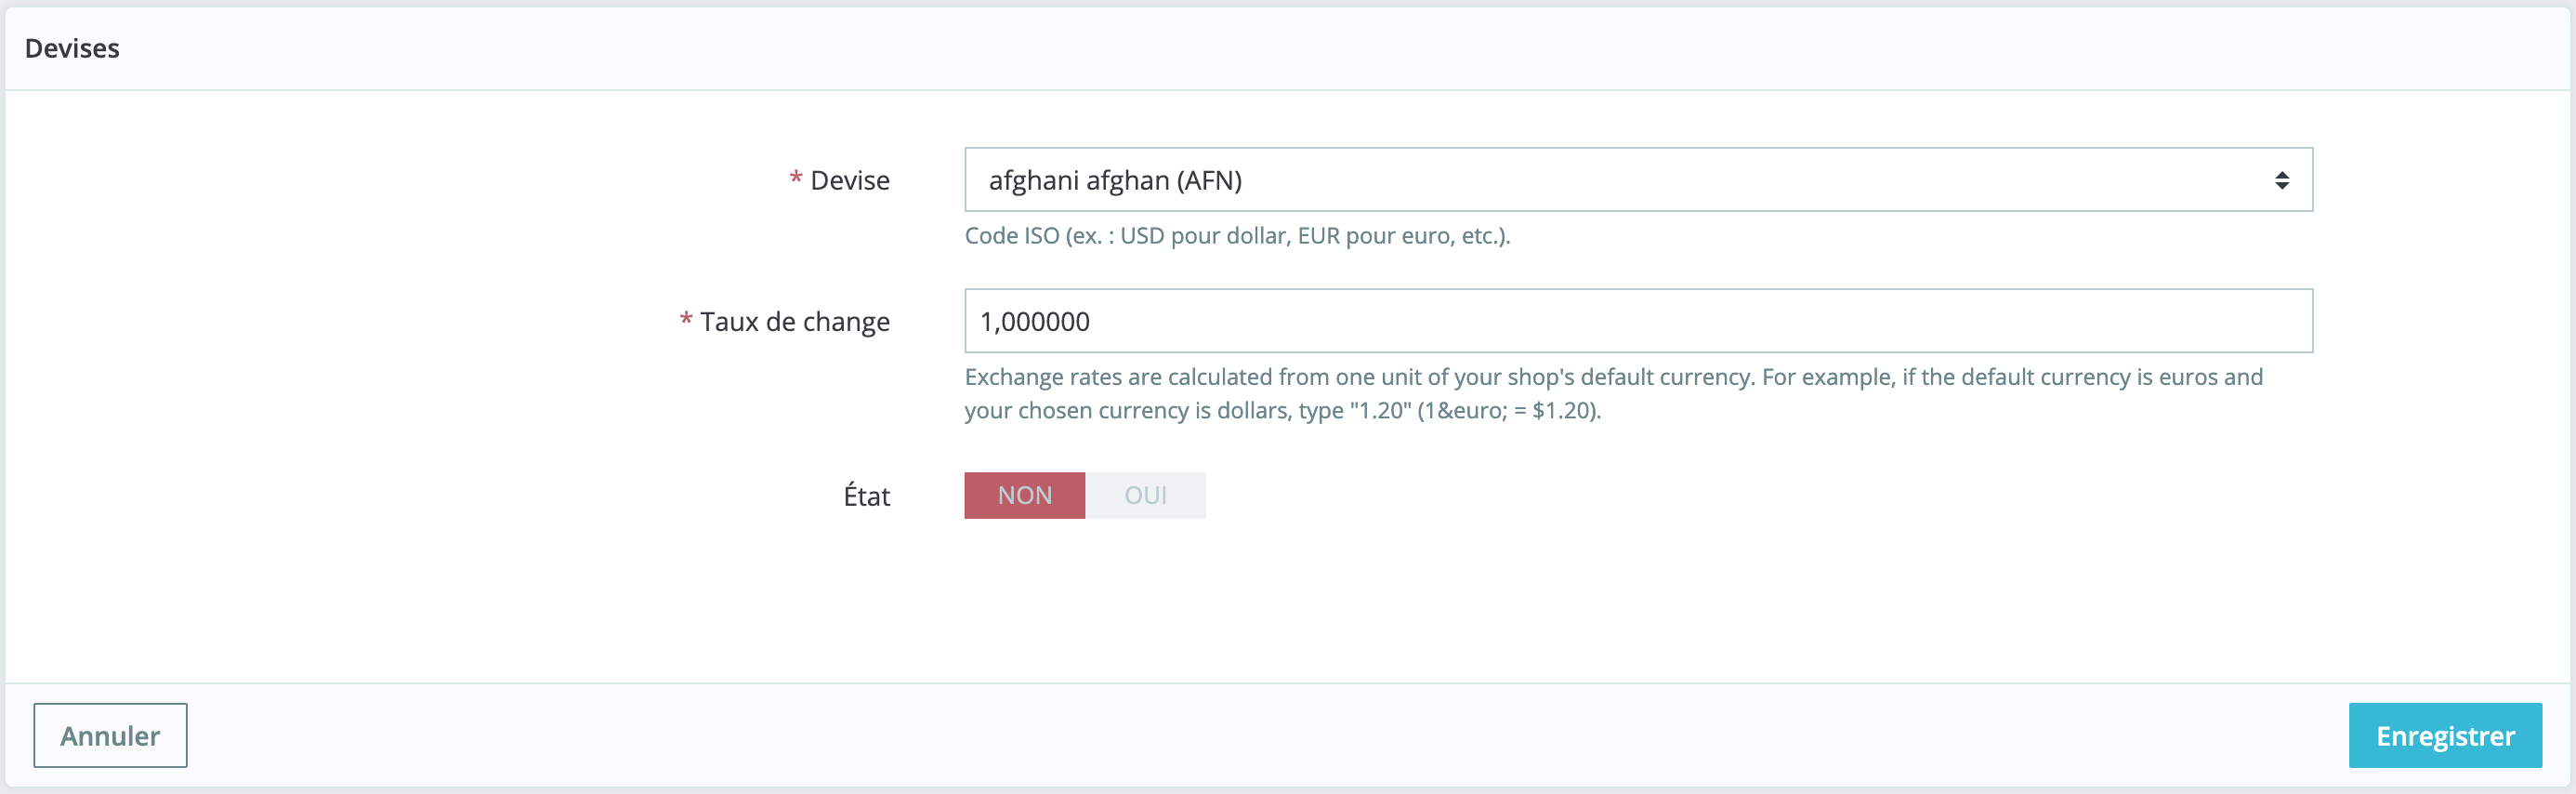 Devises
* Devise
afghani afghan (AFN)
Code ISO (ex. : USD pour dollar, EUR pour euro, etc.).
* Taux de change
1,000000
Exchange rates are calculated from one unit of your shop's default currency. For example, if the default currency is euros and
your chosen currency is dollars, type "1.20" (1&euro; = $1.20).
État
NON OUI
Annuler
Enregistrer